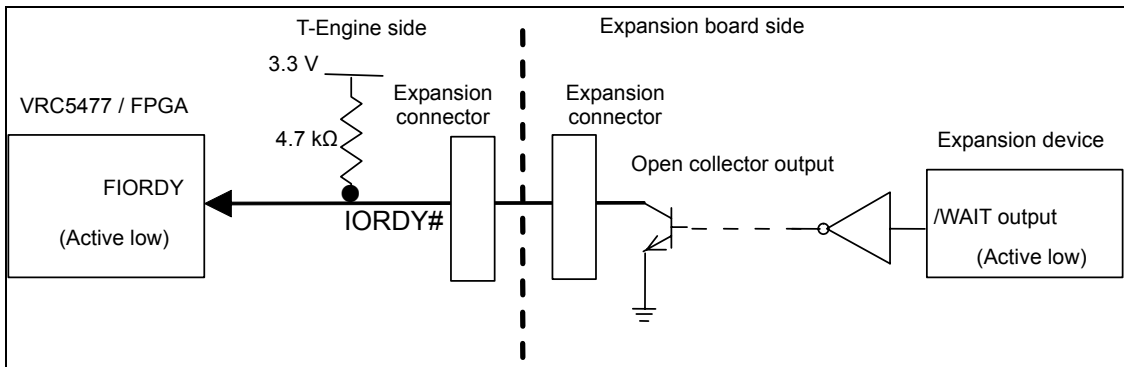 T-Engine side
Expansion board side
3.3 V
VRC5477 / FPGA
Expansion
connector
Expansion
connector
4.7 kΩ
Open collector output
Expansion device
FIORDY
(Active low)
IORDY#
/WAIT output
(Active low)